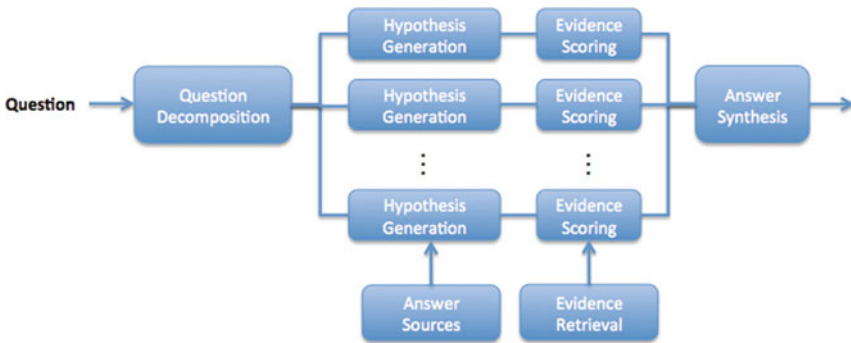 Question
Question
Decomposition
Hypothesis
Generation
Evidence
Scoring
Hypothesis
Generation
Evidence
Scoring
Hypothesis
Generation
Evidence
Scoring
Answer
Synthesis
Answer
Sources
Evidence
Retrieval